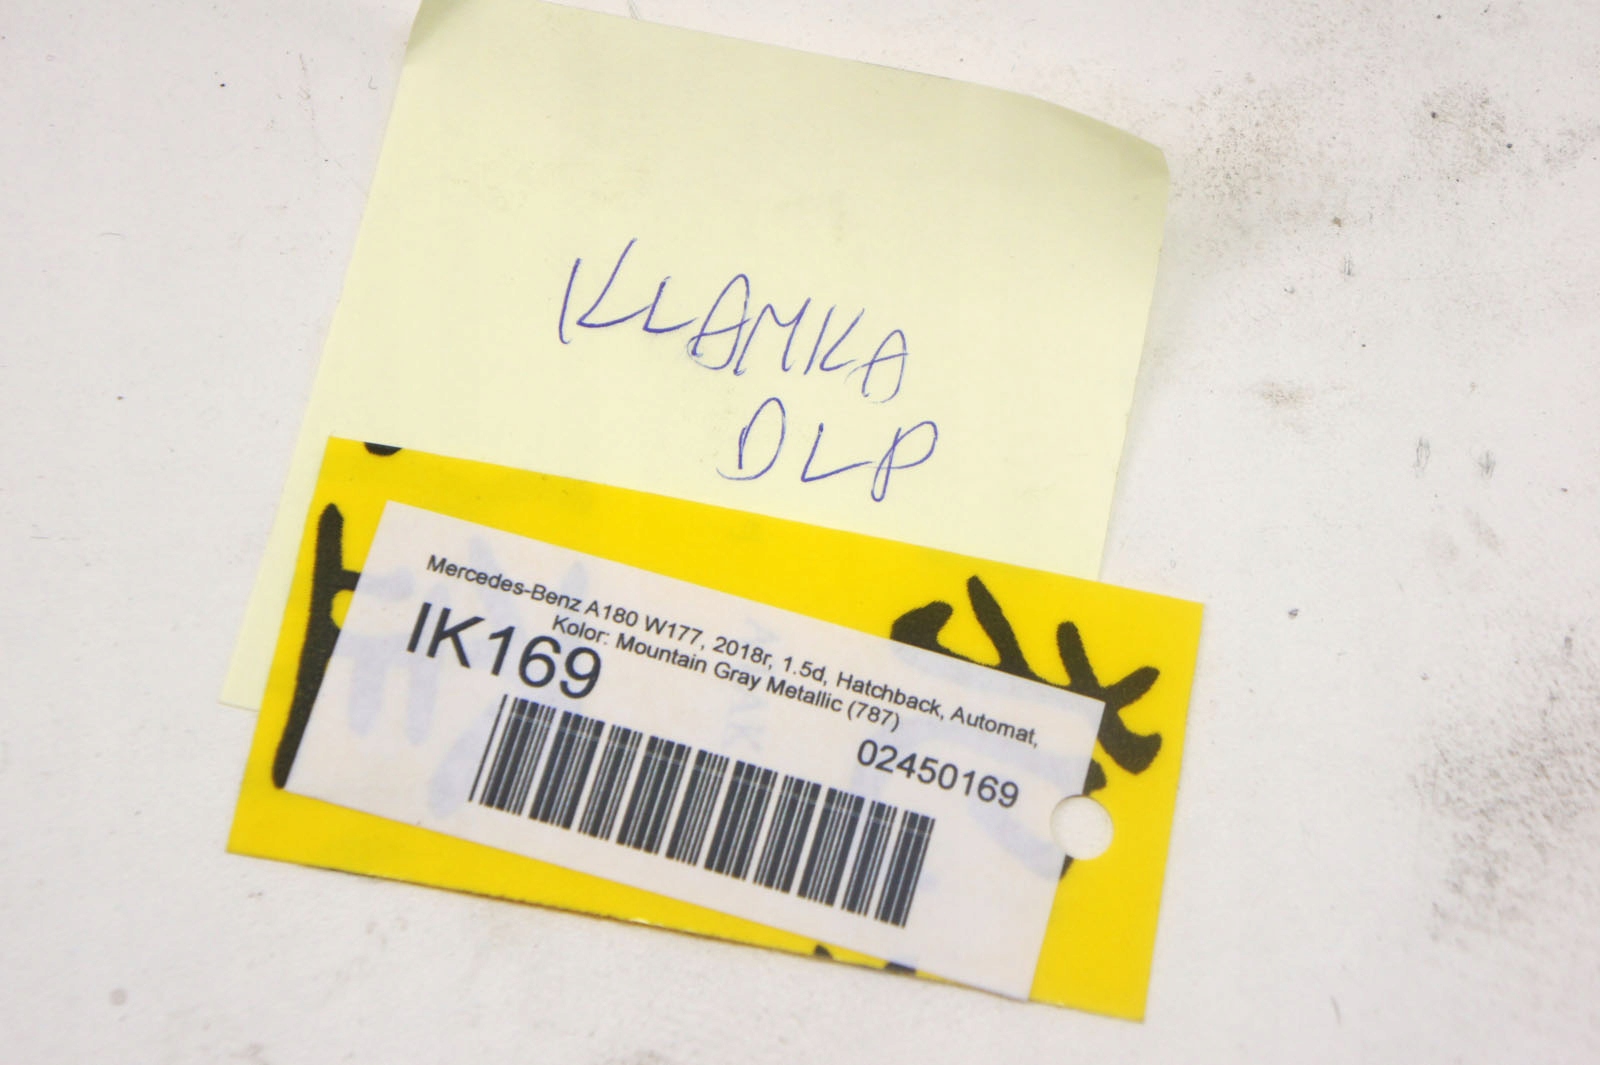 KLAMKA
DLP
Mercedes-Benz A180 W177, 2018r, 1.5d, Hatchback, Automat,
Kolor: Mountain Gray Metallic (787)
IK169
02450169